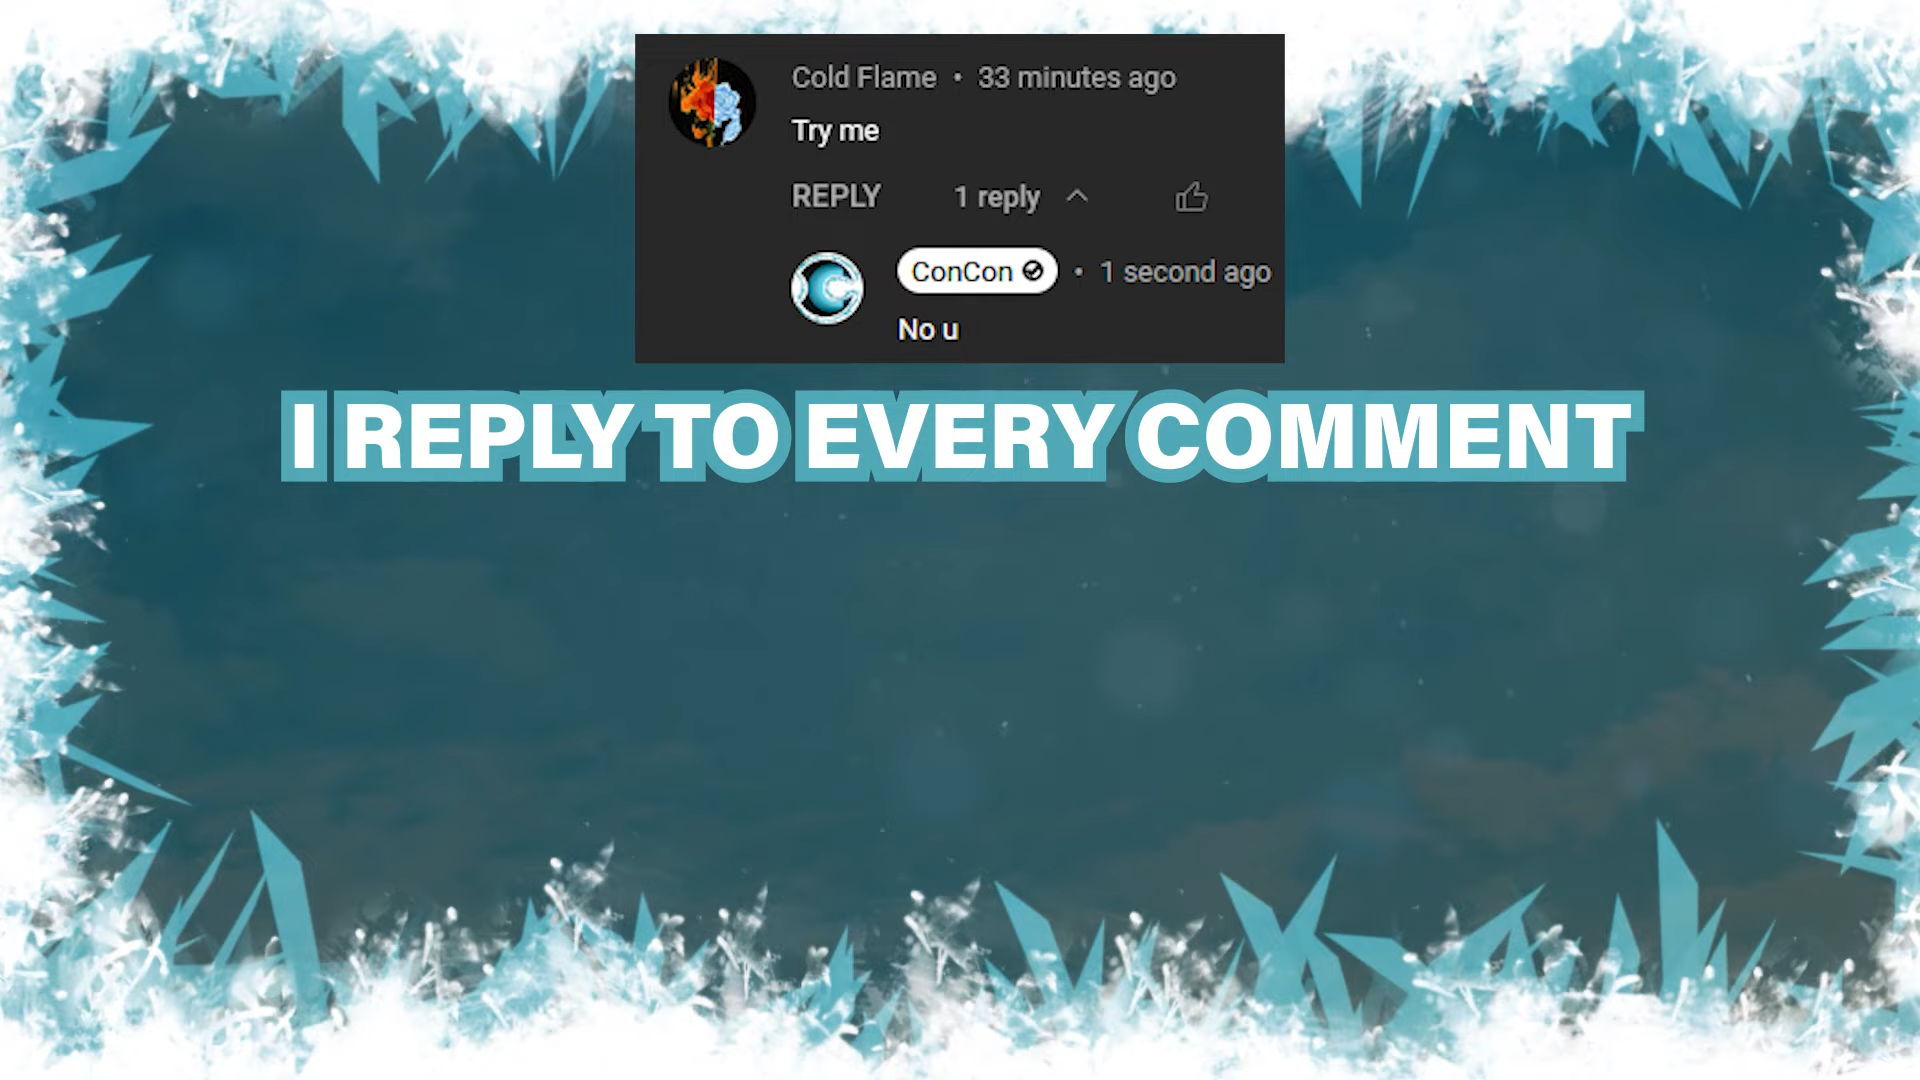 Cold Flame • 33 minutes ago
Try me
REPLY 1 reply
ConCon • 1 second ago
No u
I REPLY TO EVERY COMMENT